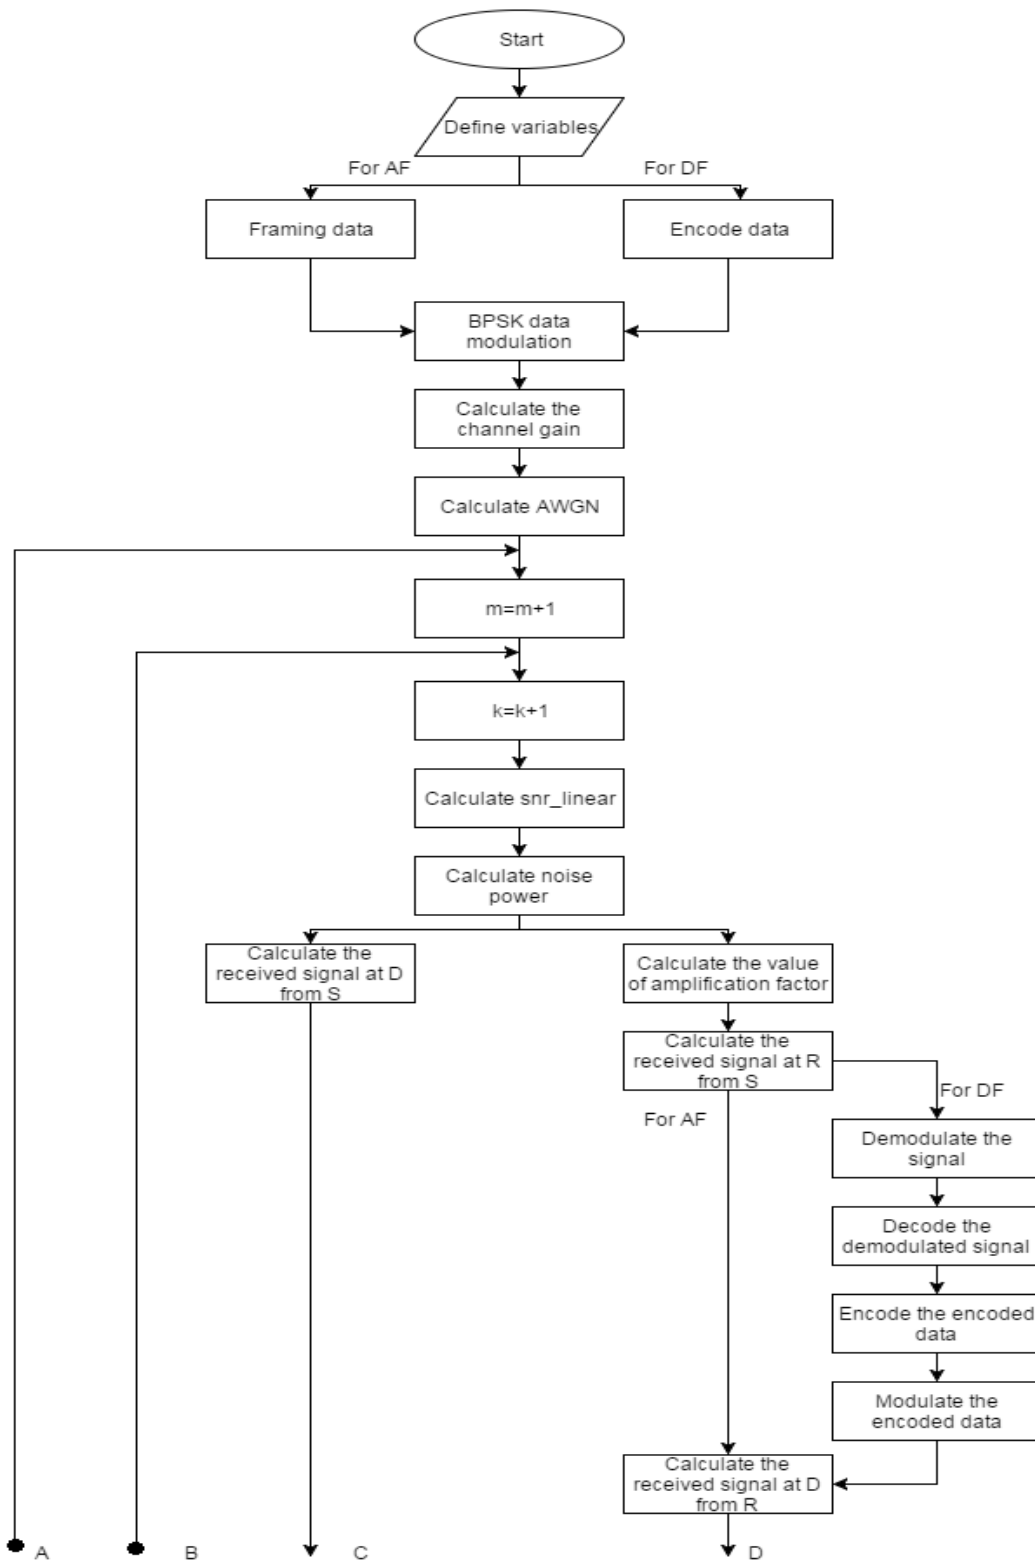 Start
Define variables
For AF
For DF
Framing data
Encode data
BPSK data
modulation
Calculate the
channel gain
Calculate AWGN
m=m+1
k=k+1
Calculate snr_linear
Calculate noise
power
Calculate the
received signal at D
from S
Calculate the value
of amplification factor
Calculate the
received signal at R
from S
For DF
For AF
Demodulate the
signal
Decode the
demodulated signal
Encode the encoded
data
Modulate the
encoded data
Calculate the
received signal at D
from R
A
B
C
D